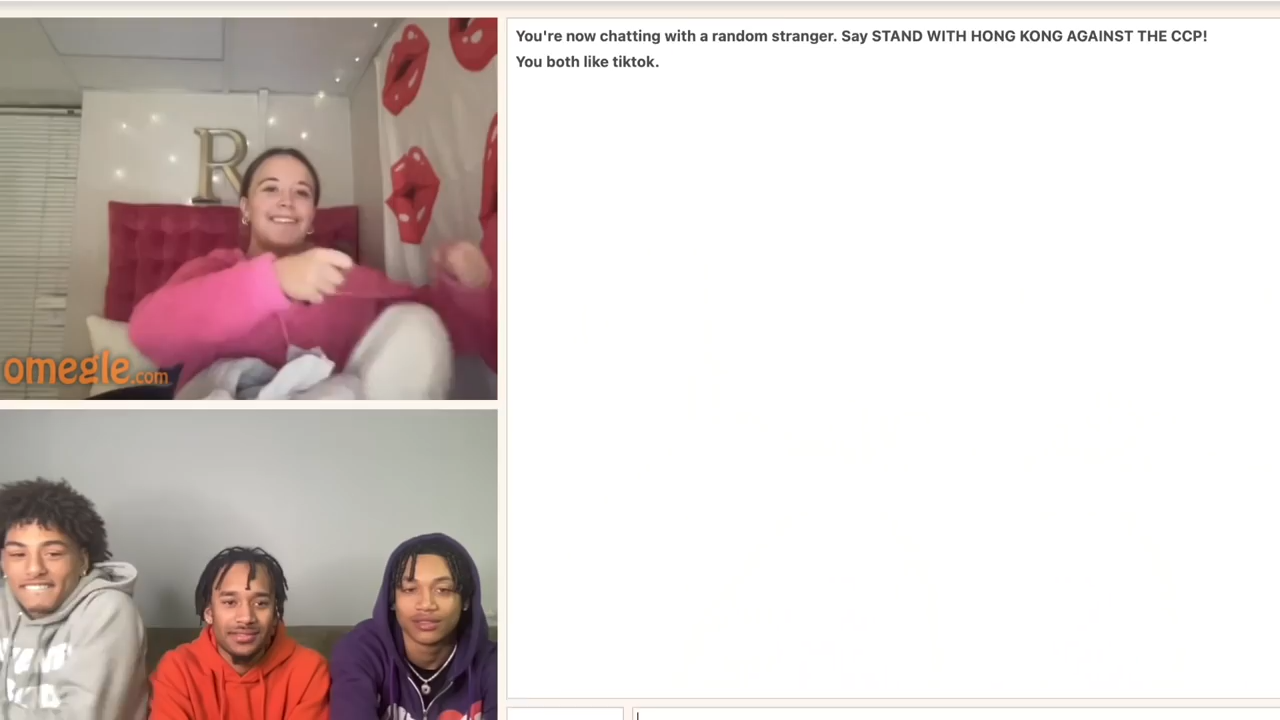 You're now chatting with a random stranger. Say STAND WITH HONG KONG AGAINST THE CCP!
You both like tiktok.
R
omegle.com